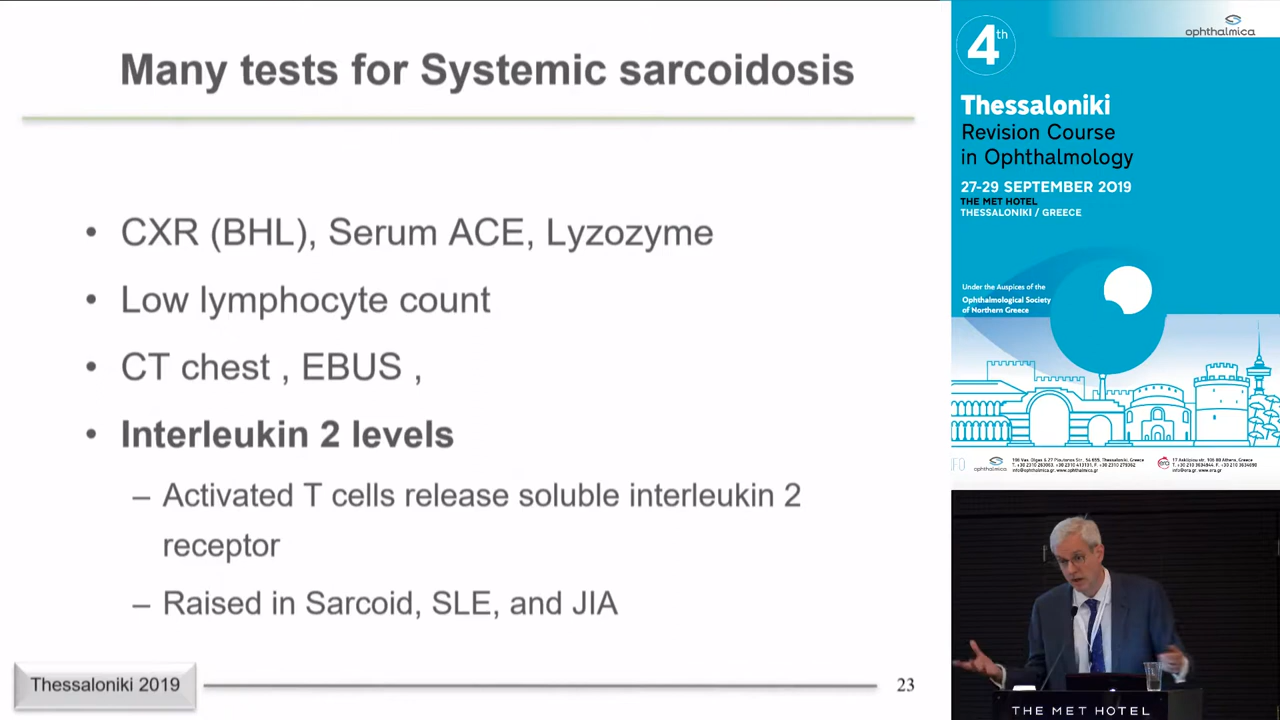 Many tests for Systemic sarcoidosis
• CXR (BHL), Serum ACE, Lyzozyme
• Low lymphocyte count
• CT chest , EBUS ,
• Interleukin 2 levels
– Activated T cells release soluble interleukin 2
receptor
– Raised in Sarcoid, SLE, and JIA
Thessaloniki 2019
23
ophthalmica
4th
Thessaloniki
Revision Course
in Ophthalmology
27-29 SEPTEMBER 2019
THE MET HOTEL
THESSALONIKI / GREECE
Under the Auspices of the
Ophthalmological Society
of Northern Greece
ophthalmica
THE MET HOTEL